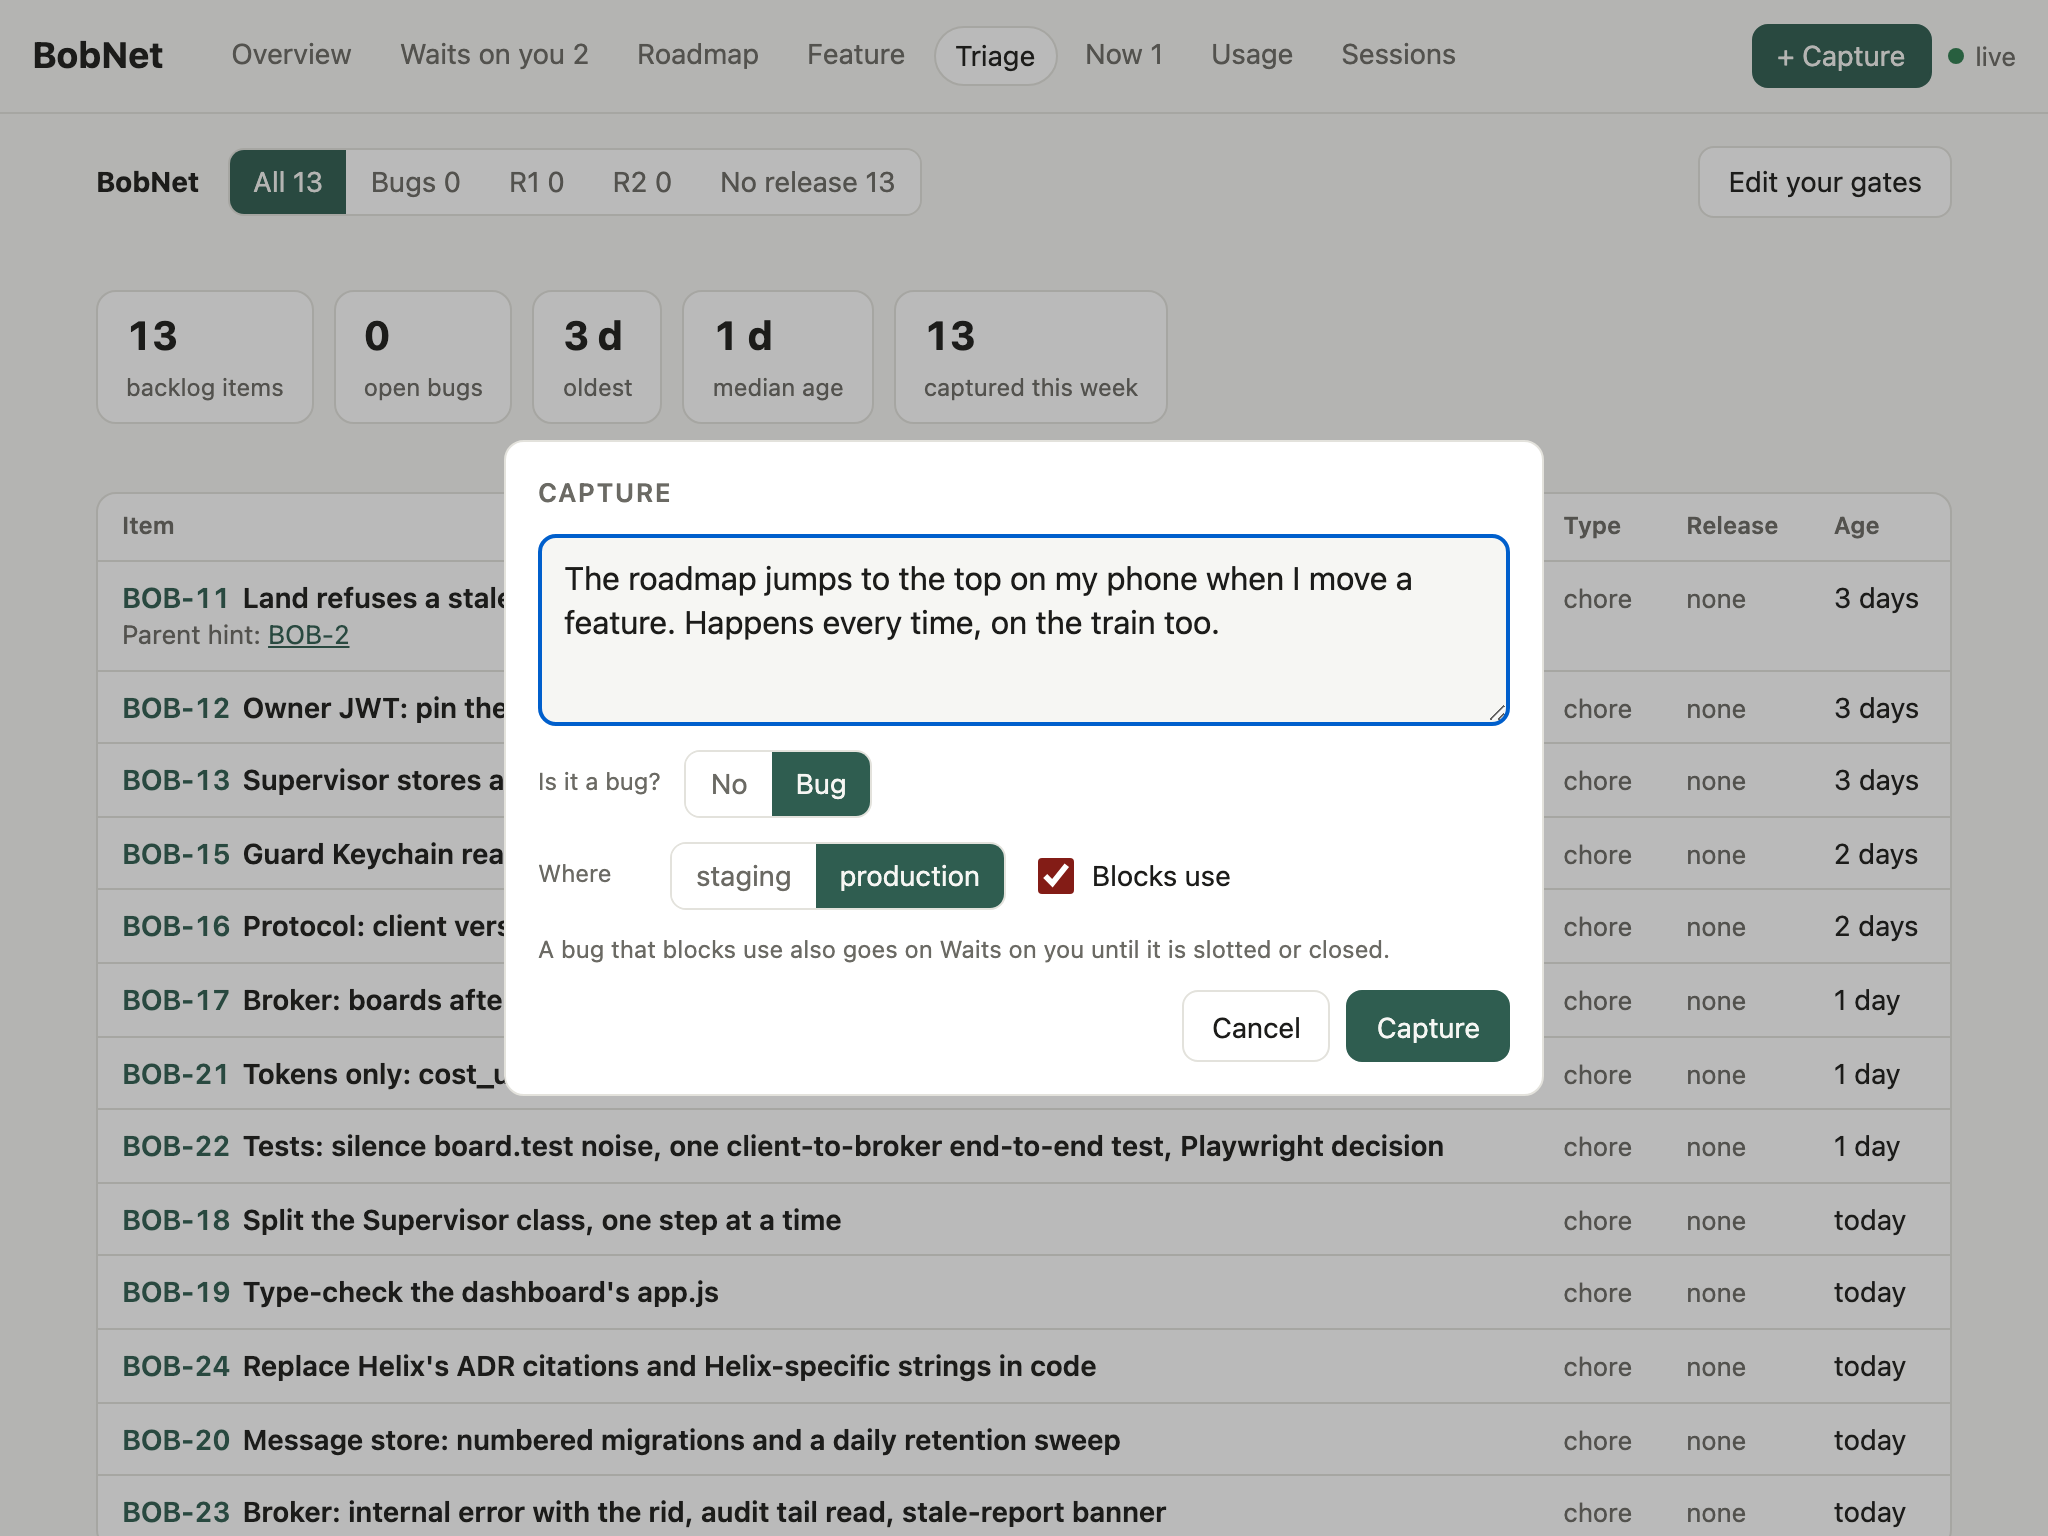 BobNet Overview Waits on you 2 Roadmap Feature Triage Now 1 Usage Sessions + Capture live
BobNet All 13 Bugs 0 R1 0 R2 0 No release 13 Edit your gates
13 0 3 d 1 d 13
backlog items open bugs oldest median age captured this week
CAPTURE
The roadmap jumps to the top on my phone when I move a
feature. Happens every time, on the train too.
Is it a bug? No Bug
Where staging production Blocks use
A bug that blocks use also goes on Waits on you until it is slotted or closed.
Cancel Capture
Item Type Release Age
BOB-11 Land refuses a chore none 3 days
Parent hint: BOB-2
BOB-12 Owner JWT: pin the chore none 3 days
BOB-13 Supervisor stores a chore none 3 days
BOB-15 Guard Keychain chore none 2 days
BOB-16 Protocol: client chore none 2 days
BOB-17 Broker: boards chore none 1 day
BOB-21 Tokens only: chore none 1 day
BOB-22 Tests: silence board.test noise, one client-to-broker end-to-end test, Playwright decision chore none 1 day
BOB-18 Split the Supervisor class, one step at a time chore none today
BOB-19 Type-check the dashboard's app.js chore none today
BOB-24 Replace Helix's ADR citations and Helix-specific strings in code chore none today
BOB-20 Message store: numbered migrations and a daily retention sweep chore none today
BOB-23 Broker: internal error with the rid, audit tail read, stale-report banner chore none today